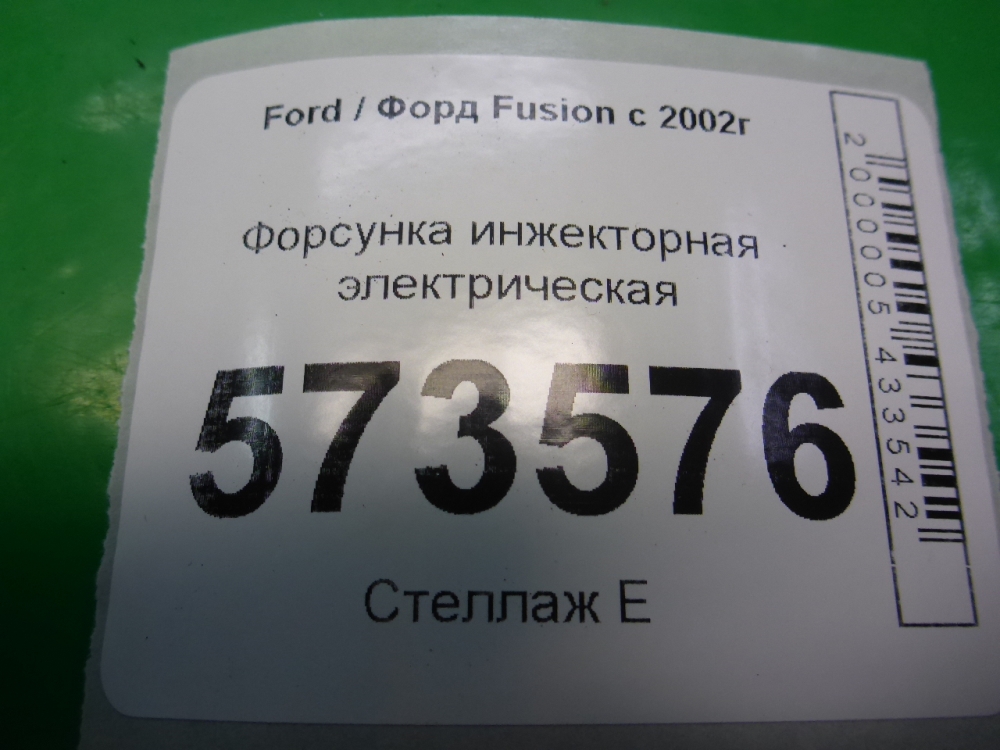 Ford / Форд Fusion с 2002г
Форсунка инжекторная
электрическая
573576
Стеллаж Е
2000005433542